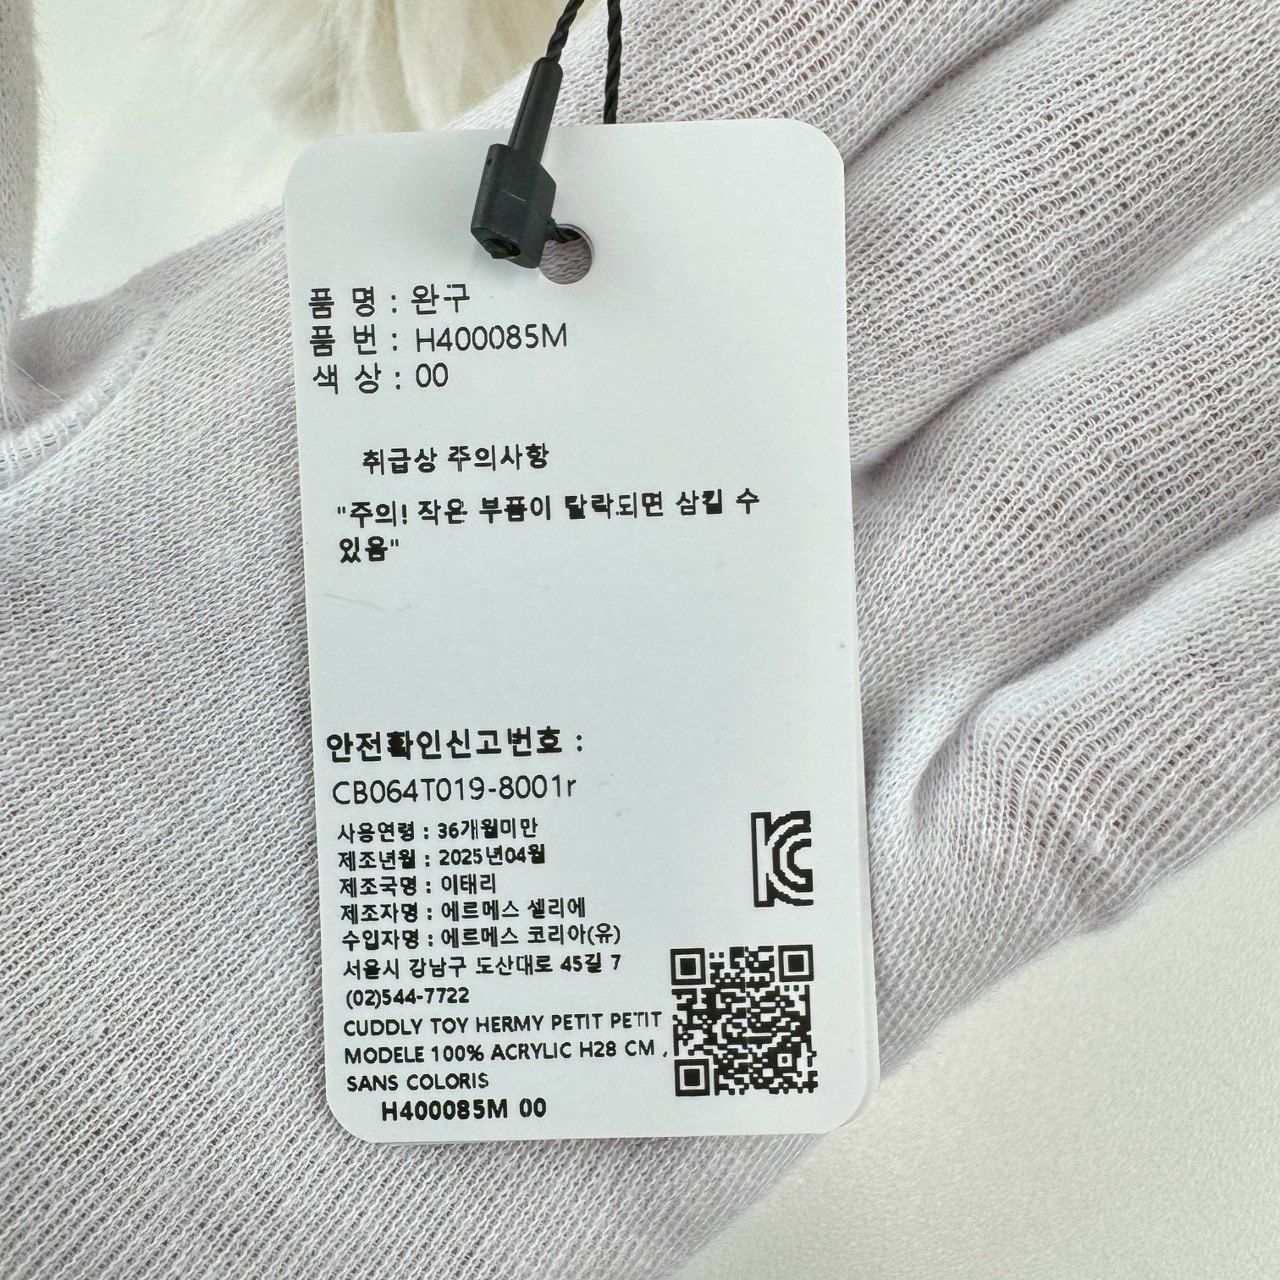 품 명 : 완구
품 번 : H400085M
색 상 : 00
취급상 주의사항
"주의! 작은 부품이 탈락되면 삼킬 수
있음"
안전확인신고번호 :
CB064T019-8001r
사용연령 : 36개월미만
제조년월 : 2025년04월
제조국명 : 이태리
제조자명 : 에르메스 셀리에
수입자명 : 에르메스 코리아(유)
서울시 강남구 도산대로 45길 7
(02)544-7722
CUDDLY TOY HERMY PETIT PETIT
MODELE 100% ACRYLIC H28 CM ,
SANS COLORIS
H400085M 00
KC